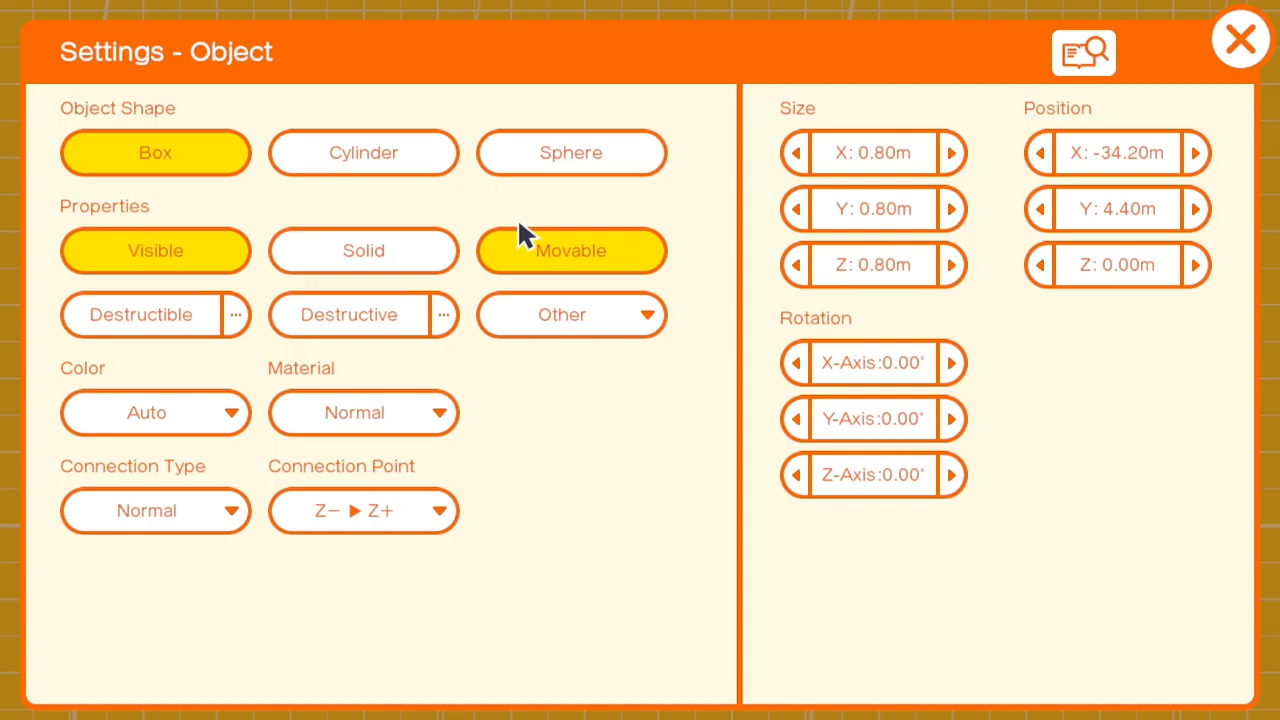 Settings - Object
Object Shape
Box
Cylinder
Sphere
Properties
Visible
Solid
Movable
Destructible ...
Destructive ...
Other
Color
Material
Auto
Normal
Connection Type
Connection Point
Normal
Z− ▶ Z+
Size
X: 0.80m
Y: 0.80m
Z: 0.80m
Position
X: -34.20m
Y: 4.40m
Z: 0.00m
Rotation
X-Axis:0.00°
Y-Axis:0.00°
Z-Axis:0.00°